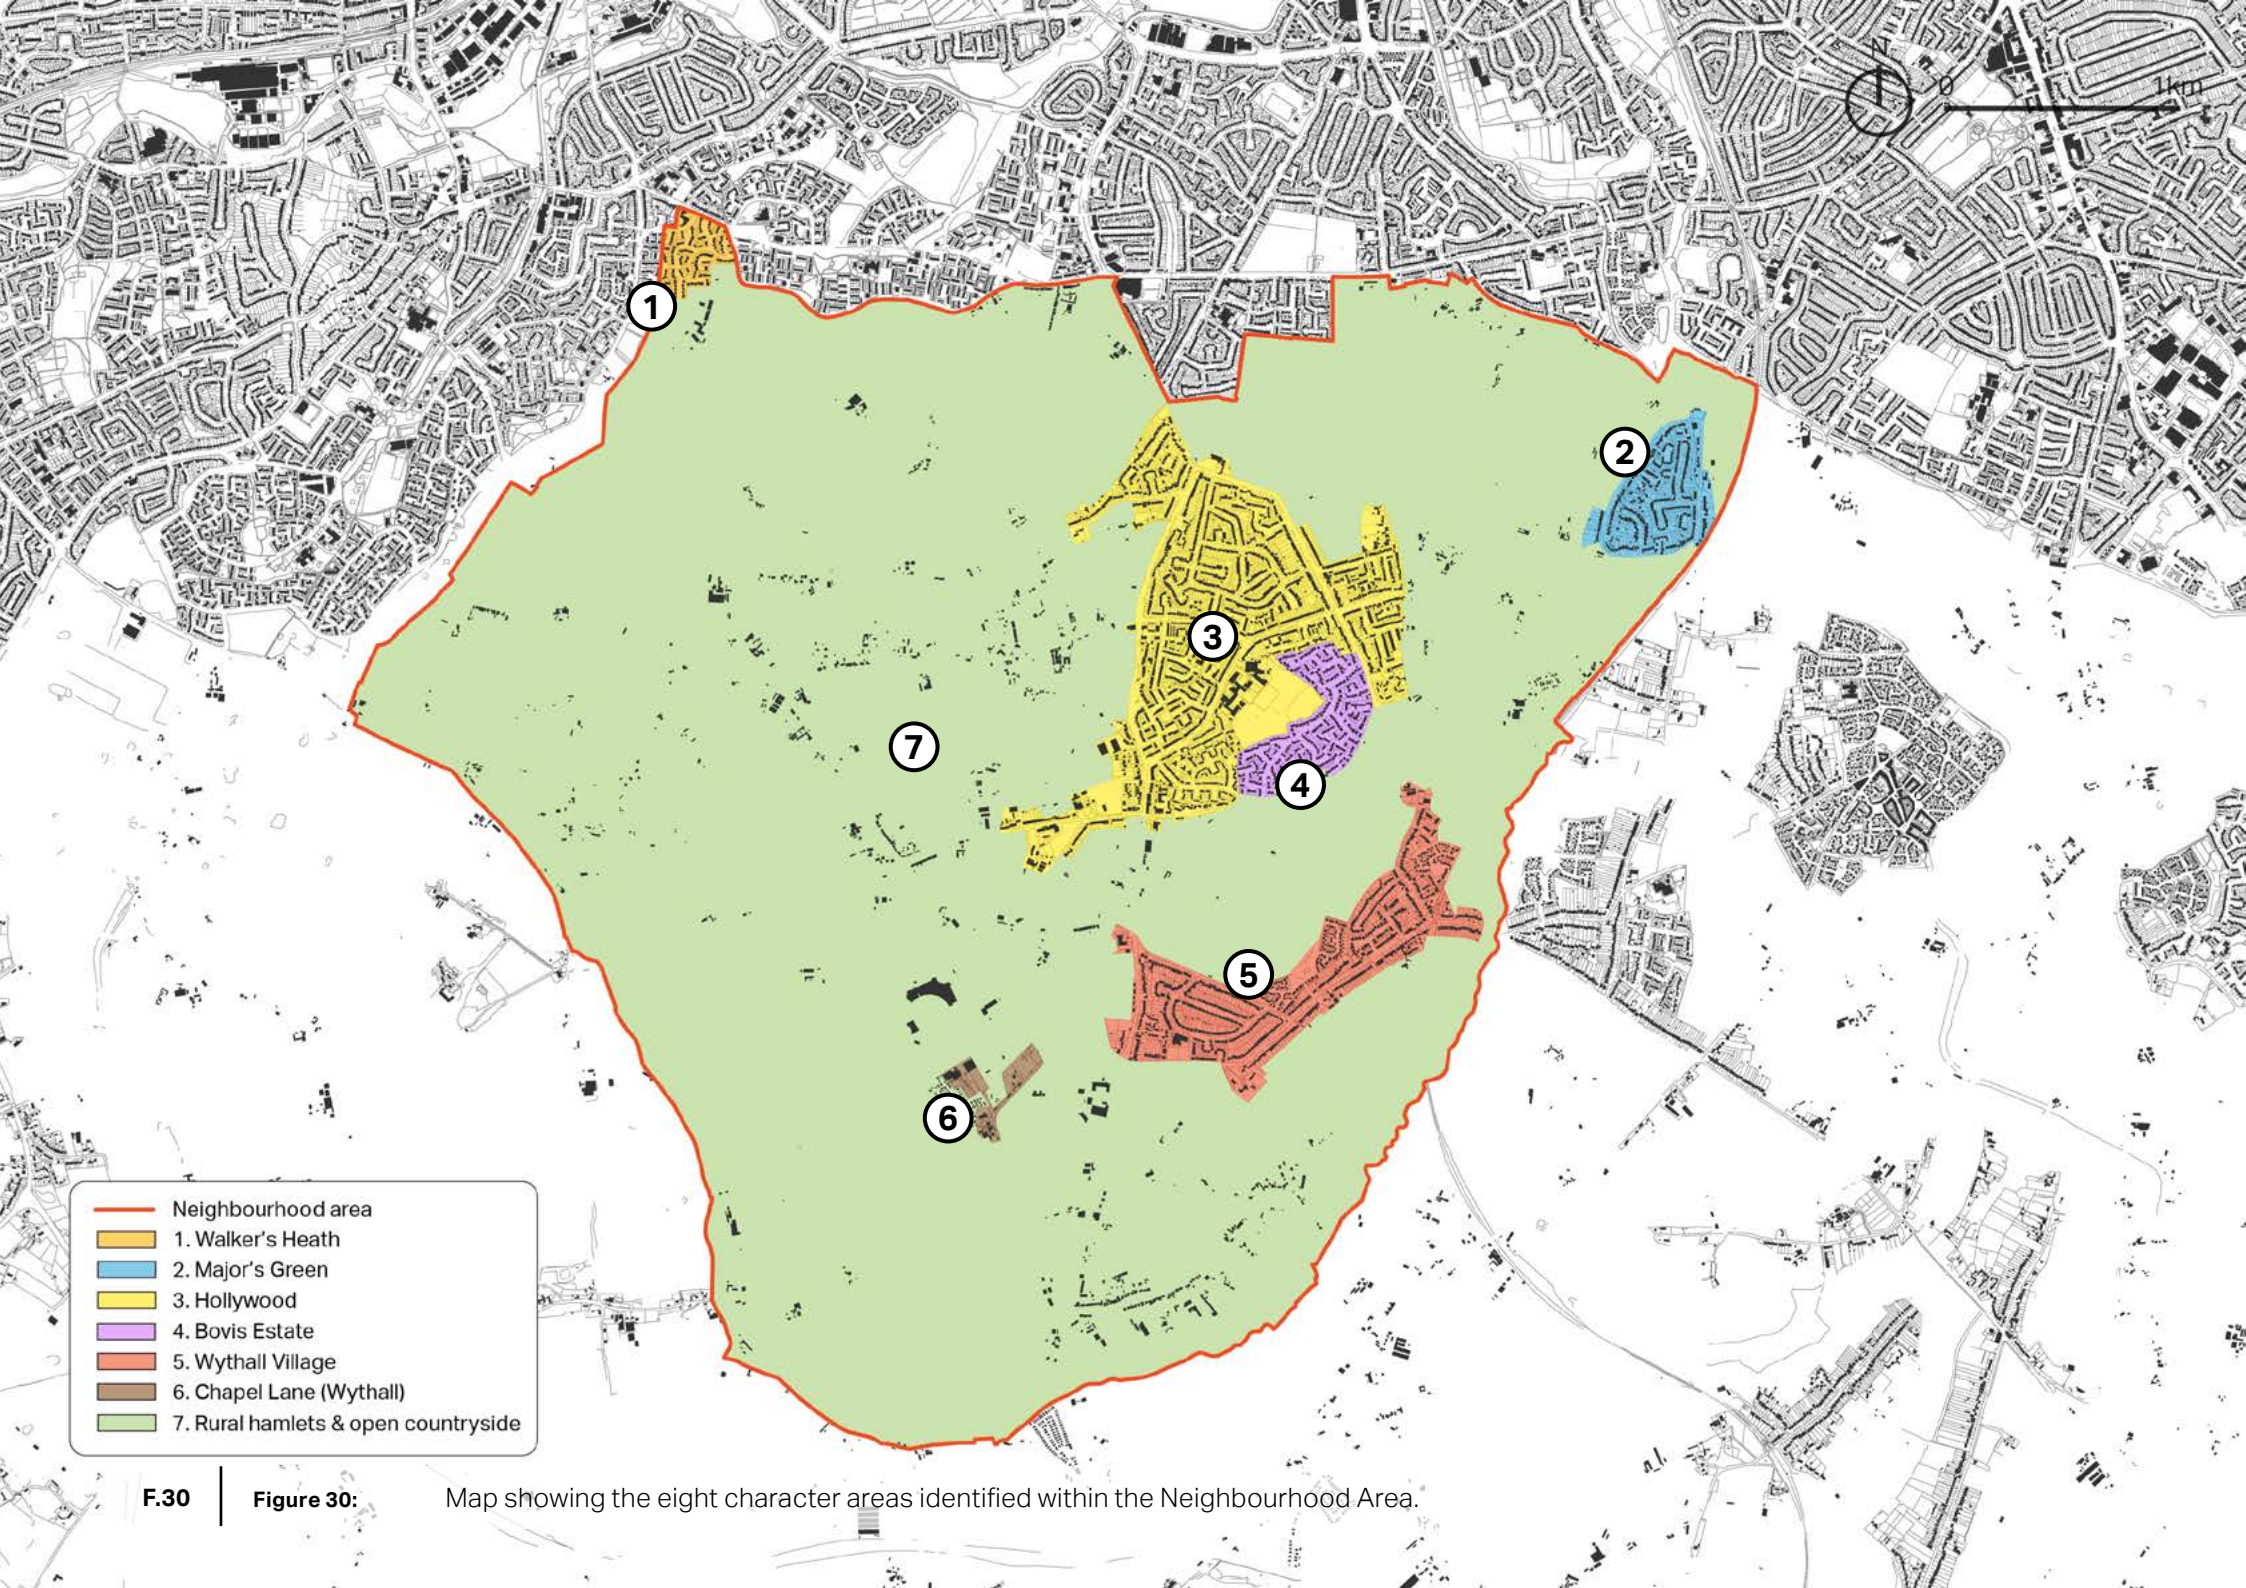 N
0 1km
1
2
3
4
7
5
6
Neighbourhood area
1. Walker's Heath
2. Major's Green
3. Hollywood
4. Bovis Estate
5. Wythall Village
6. Chapel Lane (Wythall)
7. Rural hamlets & open countryside
F.30 Figure 30: Map showing the eight character areas identified within the Neighbourhood Area.